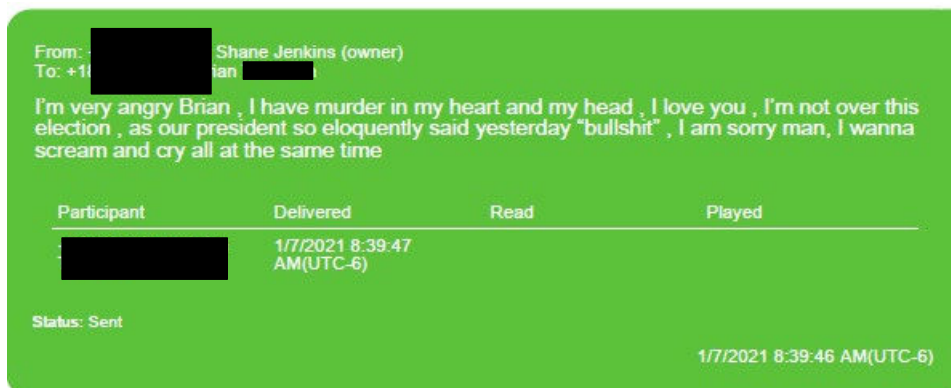 From: Shane Jenkins (owner)
To: ian
I'm very angry Brian , I have murder in my heart and my head , I love you , I'm not over this
election , as our president so eloquently said yesterday “bullshit” , I am sorry man, I wanna
scream and cry all at the same time
Participant Delivered Read Played
1/7/2021 8:39:47
AM(UTC-6)
Status: Sent
1/7/2021 8:39:46 AM(UTC-6)